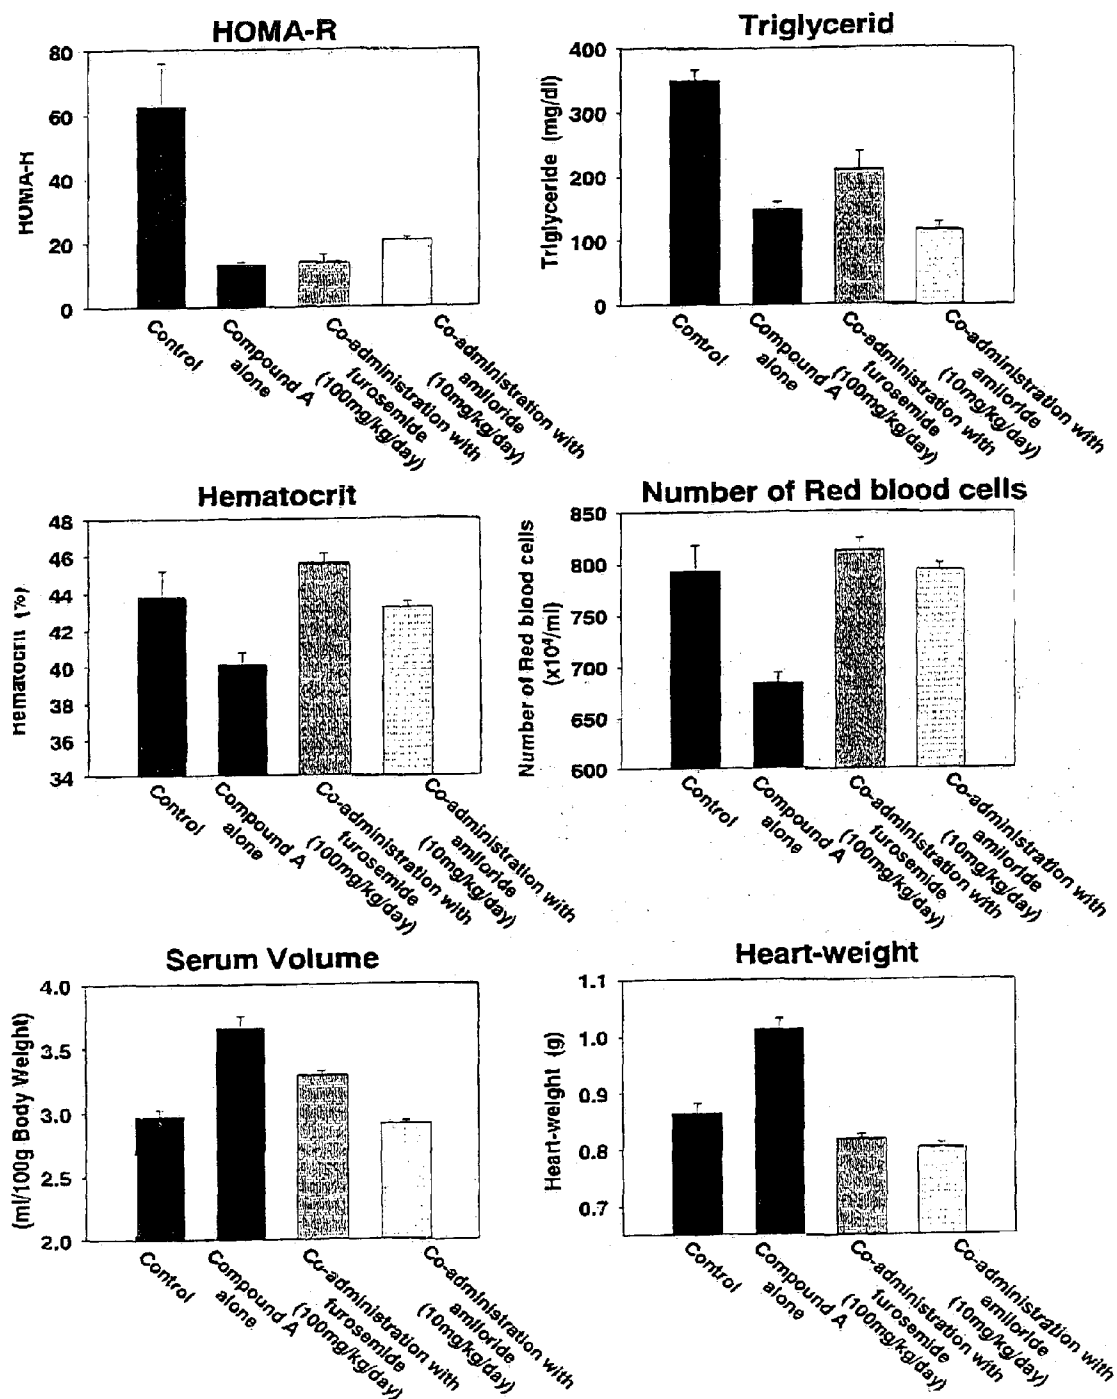 HOMA-R
80
60
40
20
0
HOMA-R
Control
Compound A
alone
Co-administration with
furosemide
(100mg/kg/day)
Co-administration with
amiloride
(10mg/kg/day)
Triglycerid
400
300
200
100
0
Triglyceride (mg/dl)
Control
Compound A
alone
Co-administration with
furosemide
(100mg/kg/day)
Co-administration with
amiloride
(10mg/kg/day)
Hematocrit
48
46
44
42
40
38
36
34
Hematocrit (%)
Control
Compound A
alone
Co-administration with
furosemide
(100mg/kg/day)
Co-administration with
amiloride
(10mg/kg/day)
Number of Red blood cells
850
800
750
700
650
600
Number of Red blood cells
(x10⁴/ml)
Control
Compound A
alone
Co-administration with
furosemide
(100mg/kg/day)
Co-administration with
amiloride
(10mg/kg/day)
Serum Volume
4.0
3.5
3.0
2.5
2.0
(ml/100g Body Weight)
Control
Compound A
alone
Co-administration with
furosemide
(100mg/kg/day)
Co-administration with
amiloride
(10mg/kg/day)
Heart-weight
1.1
1.0
0.9
0.8
0.7
Heart-weight (g)
Control
Compound A
alone
Co-administration with
furosemide
(100mg/kg/day)
Co-administration with
amiloride
(10mg/kg/day)